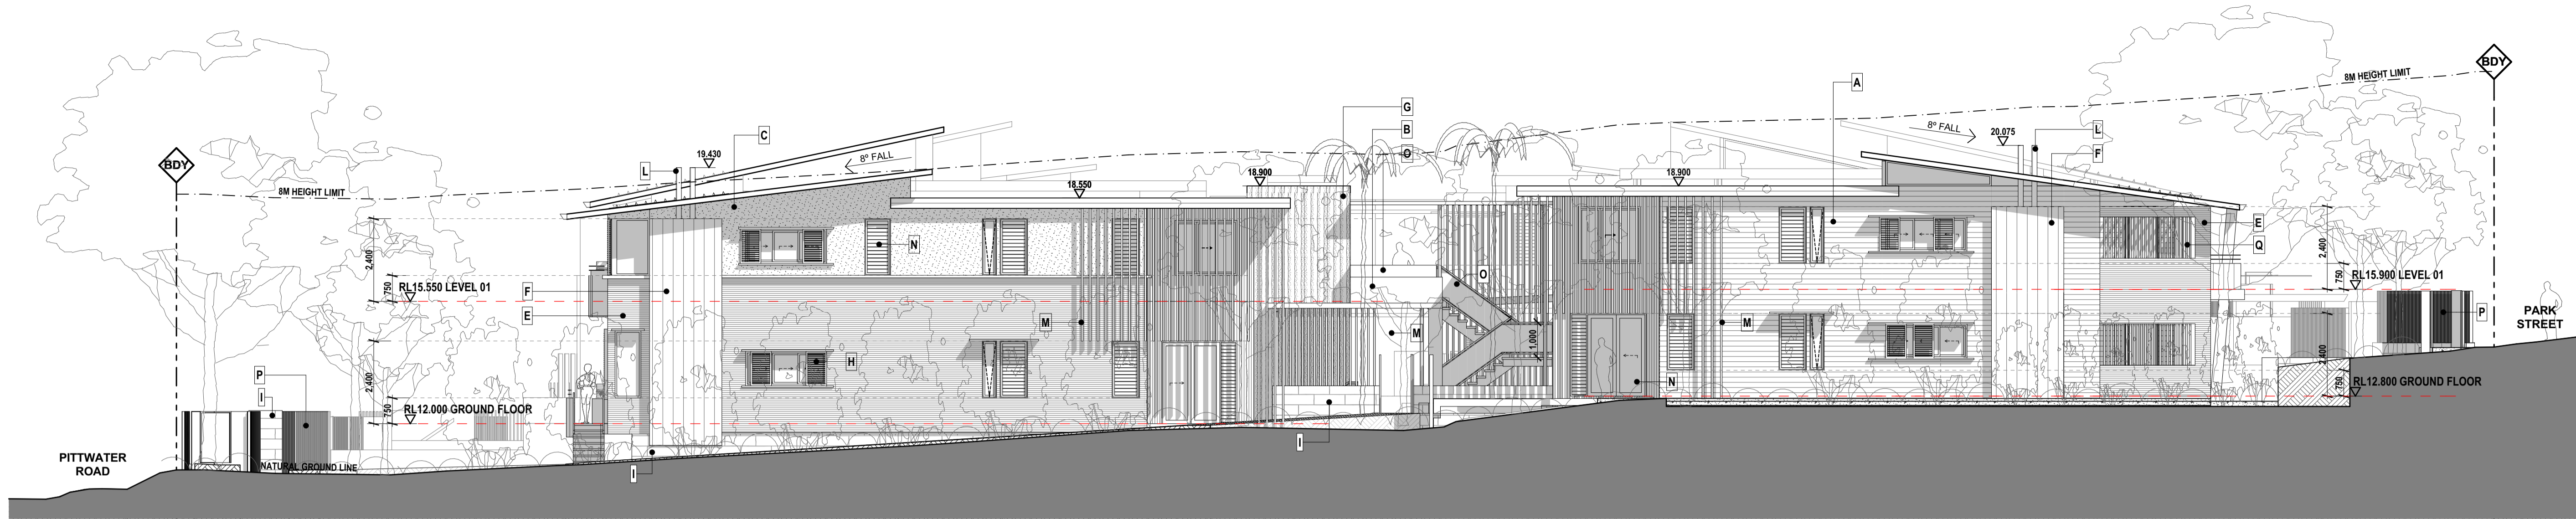 BDY
8M HEIGHT LIMIT
PITTWATER
ROAD
NATURAL GROUND LINE
P
I
2,400
750
RL15.550 LEVEL 01
2,400
750
RL12.000 GROUND FLOOR
L
19.430
C
8° FALL
F
E
I
H
N
M
18.550
18.900
G
B
O
O
M
I
1,000
18.900
A
8° FALL
20.075
L
F
M
N
E
Q
2,400
750
RL15.900 LEVEL 01
2,400
750
RL12.800 GROUND FLOOR
8M HEIGHT LIMIT
BDY
P
PARK
STREET